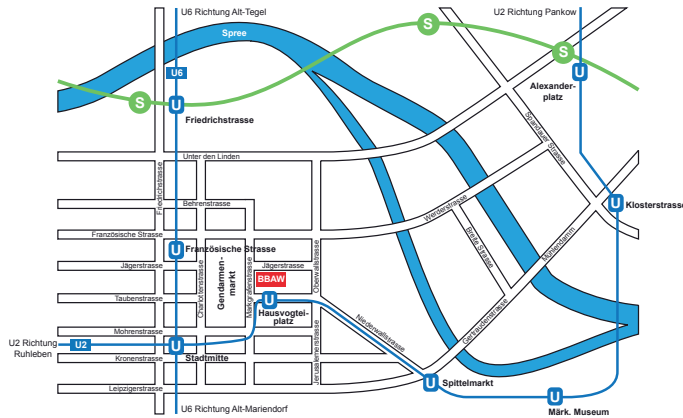 U6 Richtung Alt-Tegel
U2 Richtung Pankow
S
Spree
S
U6
U
Alexander-
platz
S
U
Friedrichstrasse
Spandauer Strasse
Unter den Linden
Friedrichstrasse
Behrenstrasse
U
Klosterstrasse
Werderstrasse
Französische Strasse
U
Französische Strasse
Breite Strasse
Mühlendamm
Jägerstrasse
Jägerstrasse
Charlottenstrasse
Gendarmen-
markt
Markgrafenstrasse
BBAW
Oberwallstrasse
Taubenstrasse
U
Hausvogtei-
platz
Niederwallstrasse
Gertraudenstrasse
Mohrenstrasse
U2 Richtung
Ruhleben
U2
U
Stadtmitte
Kronenstrasse
Jerusalemerstrasse
Leipzigerstrasse
U
Spittelmarkt
U
Märk. Museum
U6 Richtung Alt-Mariendorf